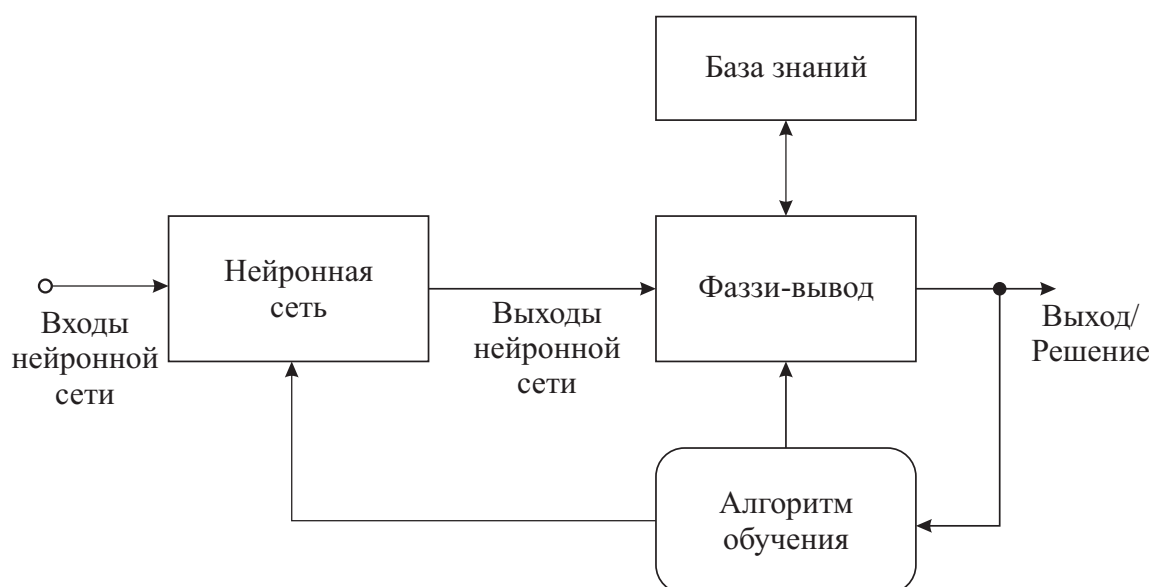 База знаний
Нейронная
сеть
Фаззи-вывод
Входы
нейронной
сети
Выходы
нейронной
сети
Выход/
Решение
Алгоритм
обучения